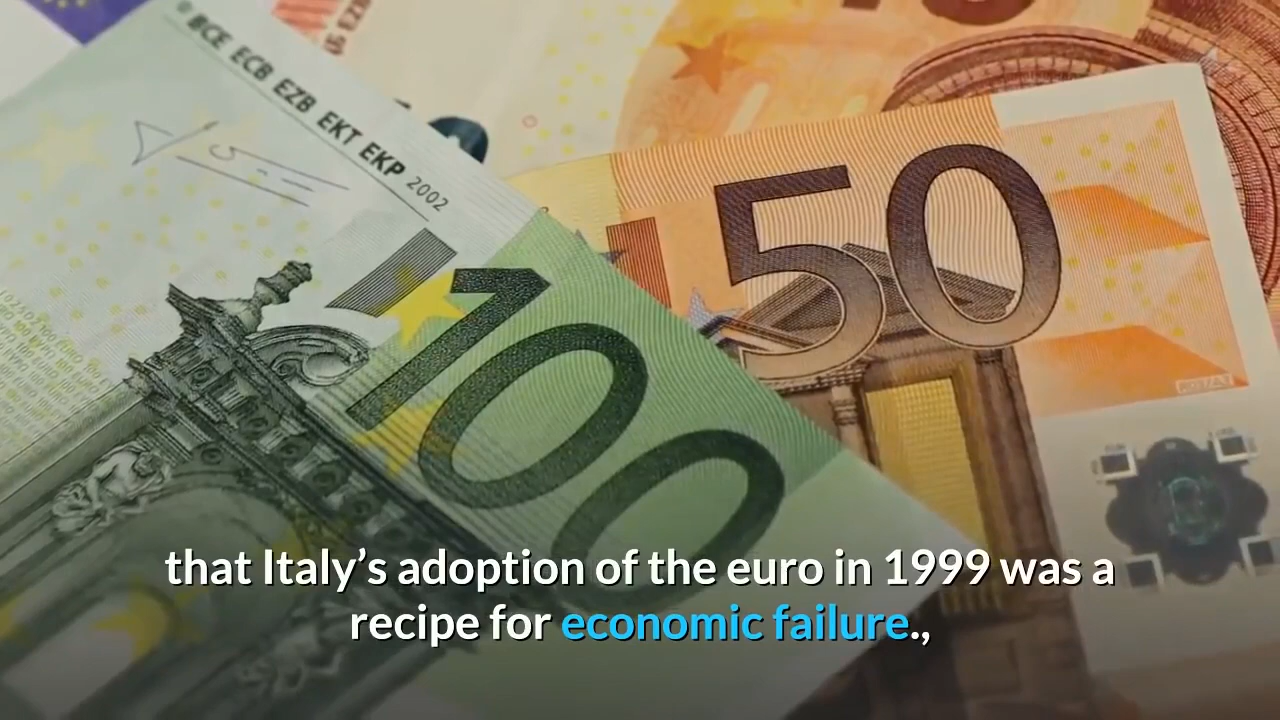 BCE ECB EZB EKT EKP 2002
50
100
that Italy’s adoption of the euro in 1999 was a
recipe for economic failure.,